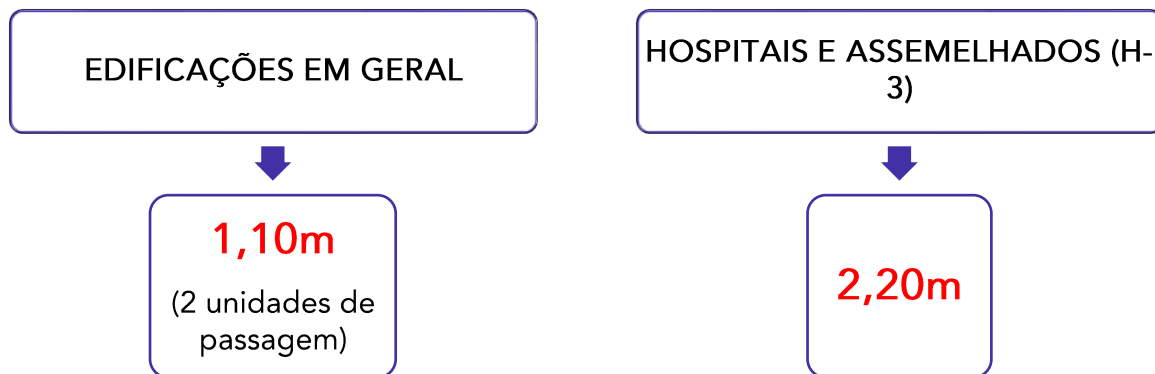 EDIFICAÇÕES EM GERAL
1,10m
(2 unidades de
passagem)
HOSPITAIS E ASSEMELHADOS (H-
3)
2,20m